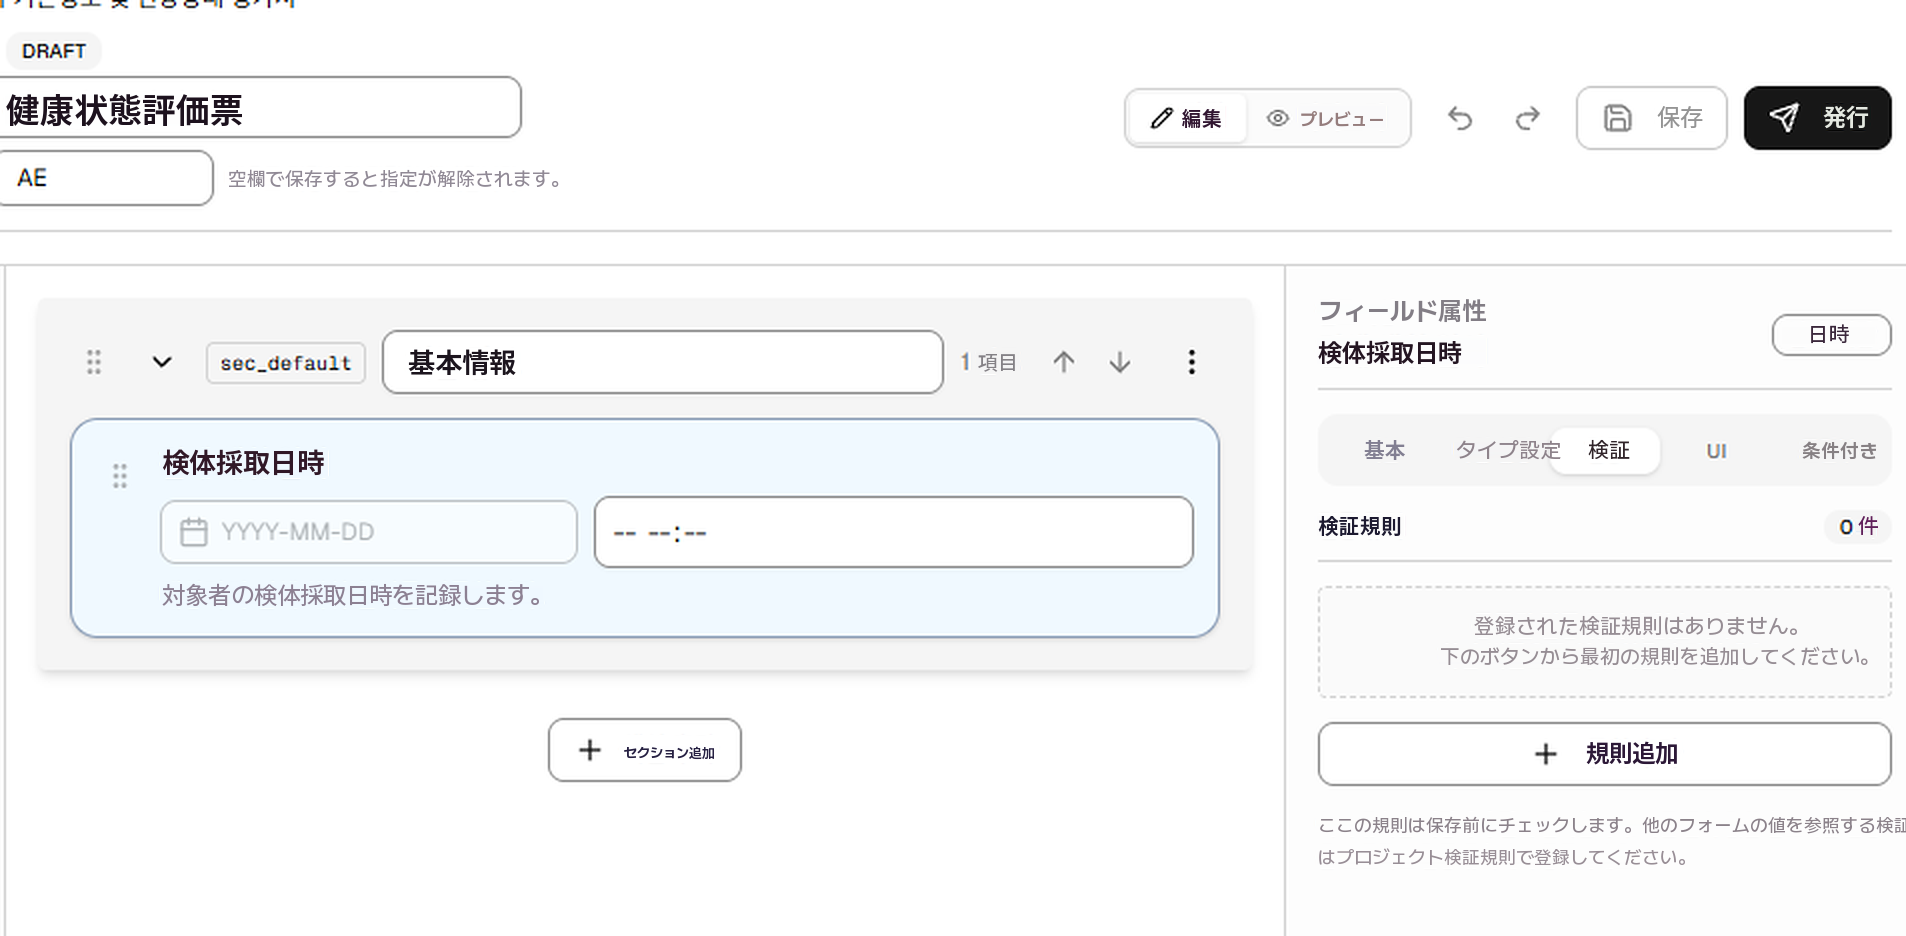 DRAFT
健康状態評価票
編集
プレビュー
保存
発行
AE
空欄で保存すると指定が解除されます。
sec_default
基本情報
1 項目
検体採取日時
YYYY-MM-DD
-- --:--
対象者の検体採取日時を記録します。
セクション追加
フィールド属性
検体採取日時
日時
基本
タイプ設定
検証
UI
条件付き
検証規則
0 件
登録された検証規則はありません。
下のボタンから最初の規則を追加してください。
規則追加
ここの規則は保存前にチェックします。他のフォームの値を参照する検証
はプロジェクト検証規則で登録してください。